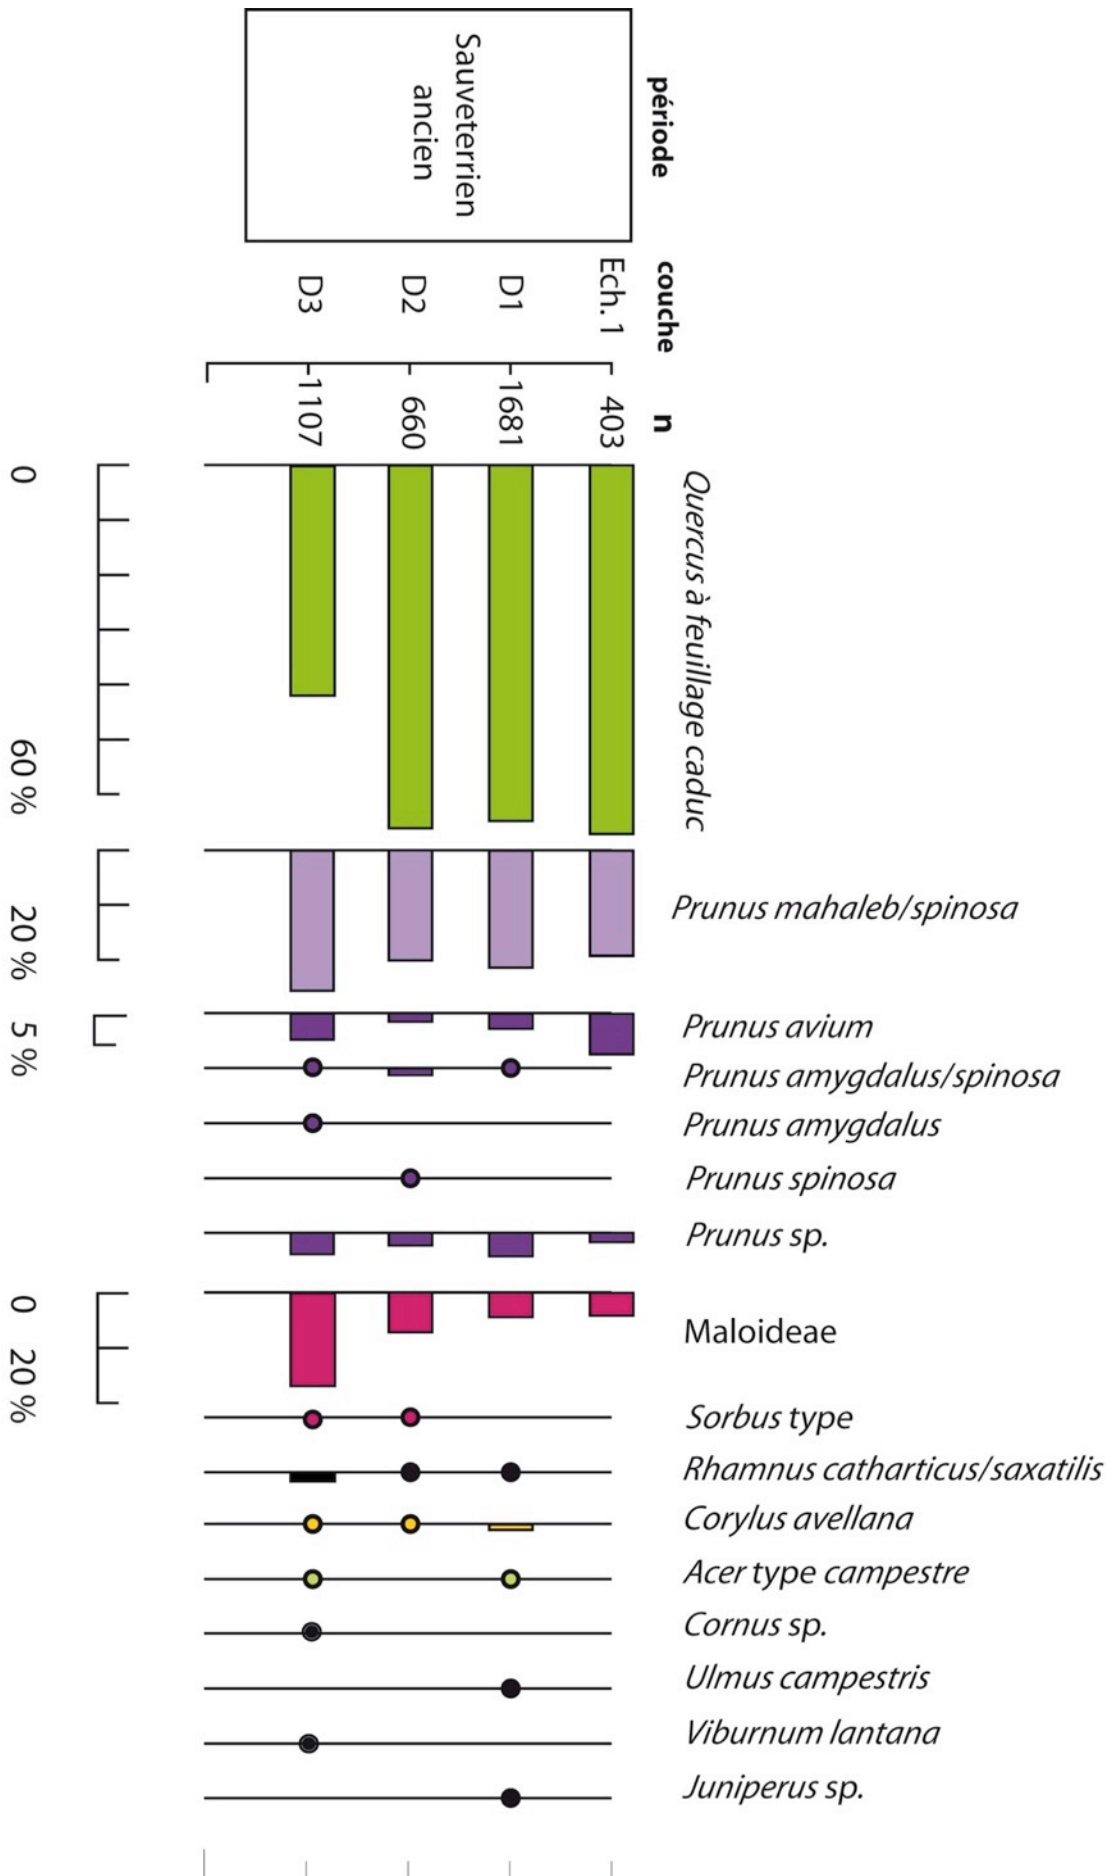 période
Sauveterrien
ancien
couche
Ech. 1
D1
D2
D3
n
403
1681
660
1107
Quercus à feuillage caduc
0
60 %
Prunus mahaleb/spinosa
20 %
Prunus avium
5 %
Prunus amygdalus/spinosa
Prunus amygdalus
Prunus spinosa
Prunus sp.
Maloideae
0
20 %
Sorbus type
Rhamnus catharticus/saxatilis
Corylus avellana
Acer type campestre
Cornus sp.
Ulmus campestris
Viburnum lantana
Juniperus sp.